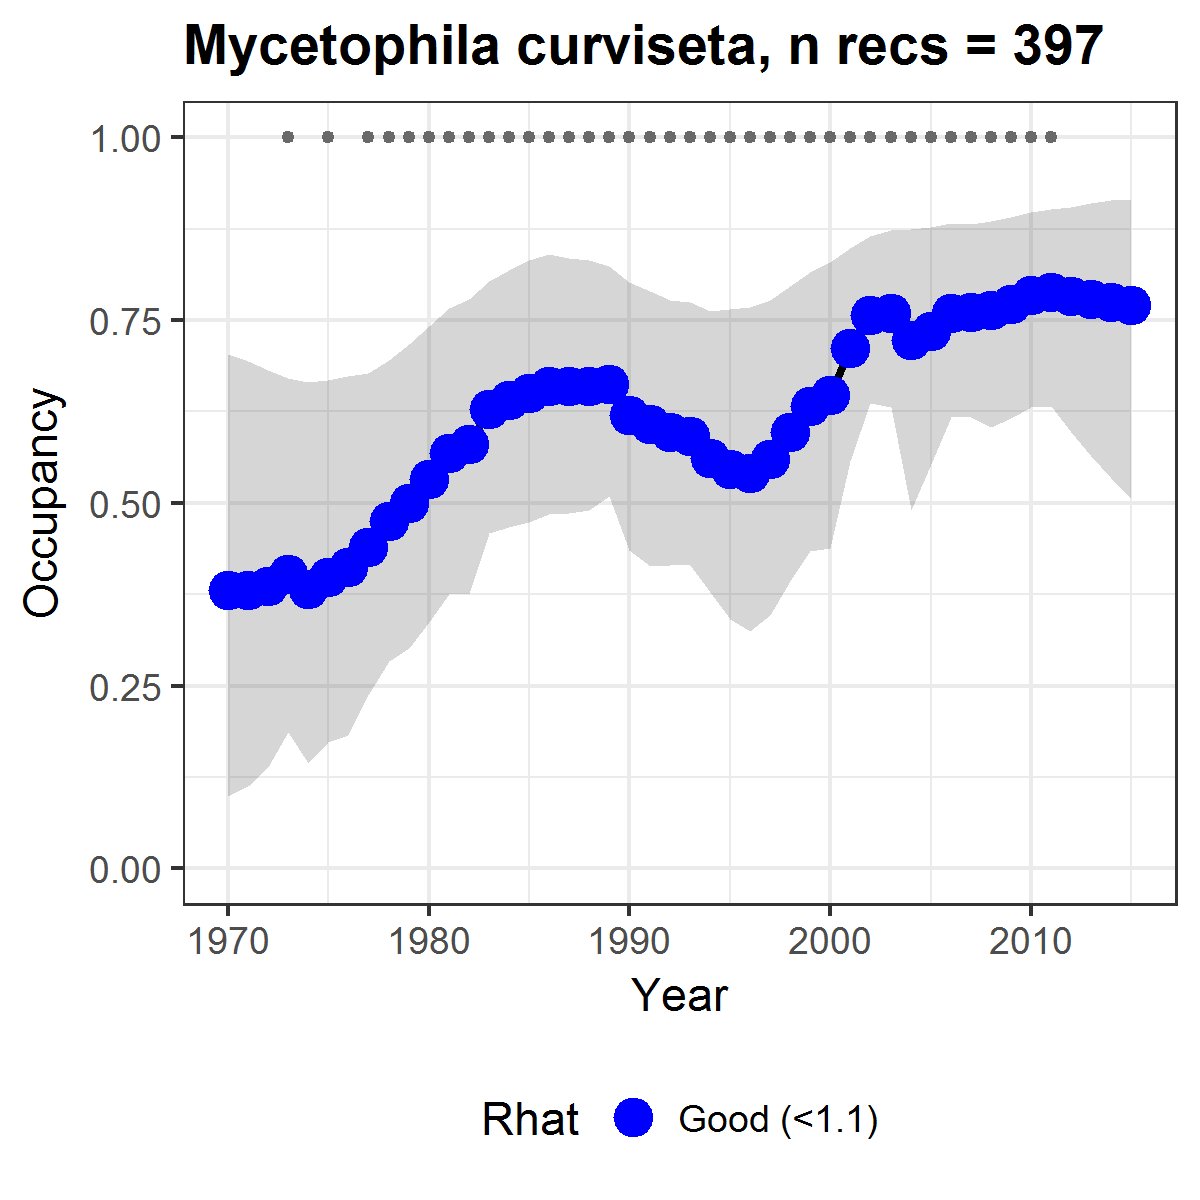 Mycetophila curviseta, n recs = 397
1.00
0.75
0.50
0.25
0.00
Occupancy
1970 1980 1990 2000 2010
Year
Rhat Good (<1.1)